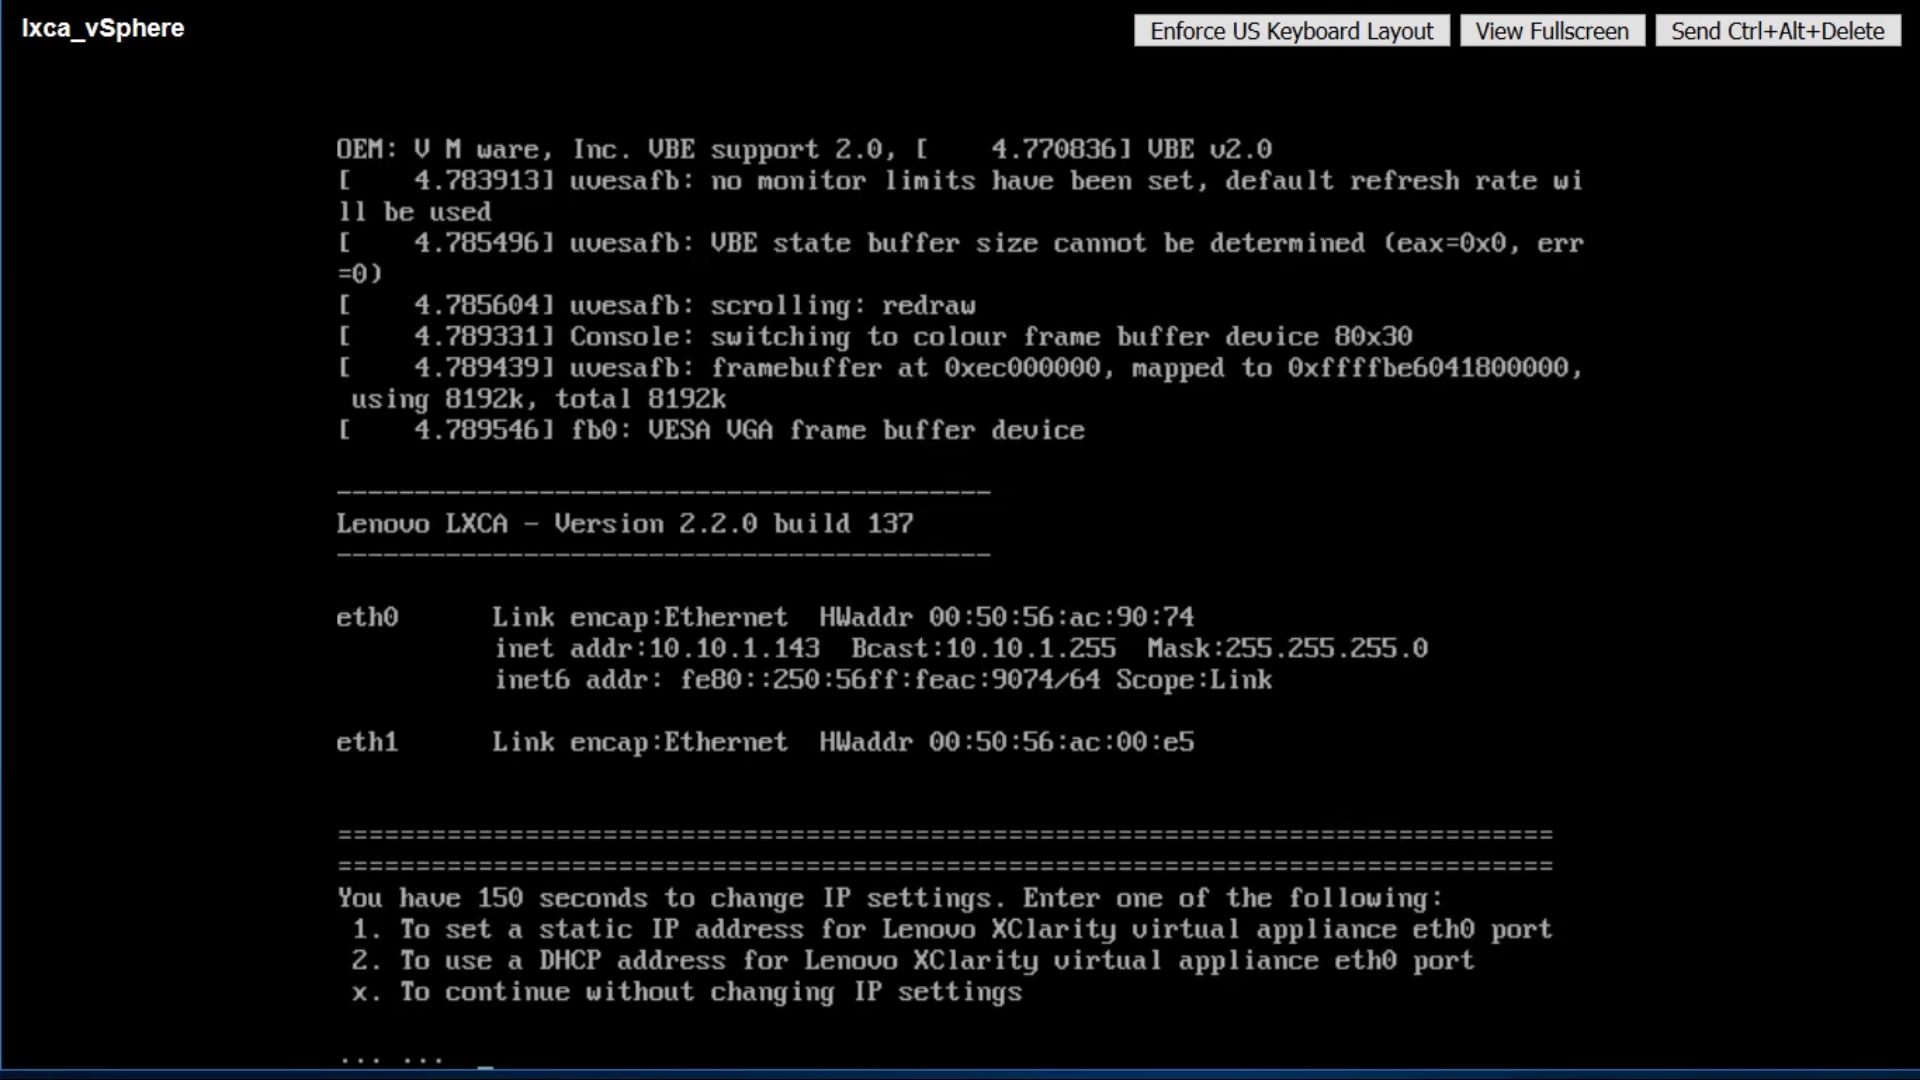 lxca_vSphere
Enforce US Keyboard Layout
View Fullscreen
Send Ctrl+Alt+Delete
OEM: V M ware, Inc. VBE support 2.0, [    4.770836] VBE v2.0
[    4.783913] uvesafb: no monitor limits have been set, default refresh rate wi
ll be used
[    4.785496] uvesafb: VBE state buffer size cannot be determined (eax=0x0, err
=0)
[    4.785604] uvesafb: scrolling: redraw
[    4.789331] Console: switching to colour frame buffer device 80x30
[    4.789439] uvesafb: framebuffer at 0xec000000, mapped to 0xffffbe6041800000,
 using 8192k, total 8192k
[    4.789546] fb0: VESA VGA frame buffer device
------------------------------------------
Lenovo LXCA - Version 2.2.0 build 137
------------------------------------------
eth0      Link encap:Ethernet  HWaddr 00:50:56:ac:90:74
          inet addr:10.10.1.143  Bcast:10.10.1.255  Mask:255.255.255.0
          inet6 addr: fe80::250:56ff:feac:9074/64 Scope:Link
eth1      Link encap:Ethernet  HWaddr 00:50:56:ac:00:e5
==============================================================================
==============================================================================
You have 150 seconds to change IP settings. Enter one of the following:
 1. To set a static IP address for Lenovo XClarity virtual appliance eth0 port
 2. To use a DHCP address for Lenovo XClarity virtual appliance eth0 port
 x. To continue without changing IP settings
... ...  _